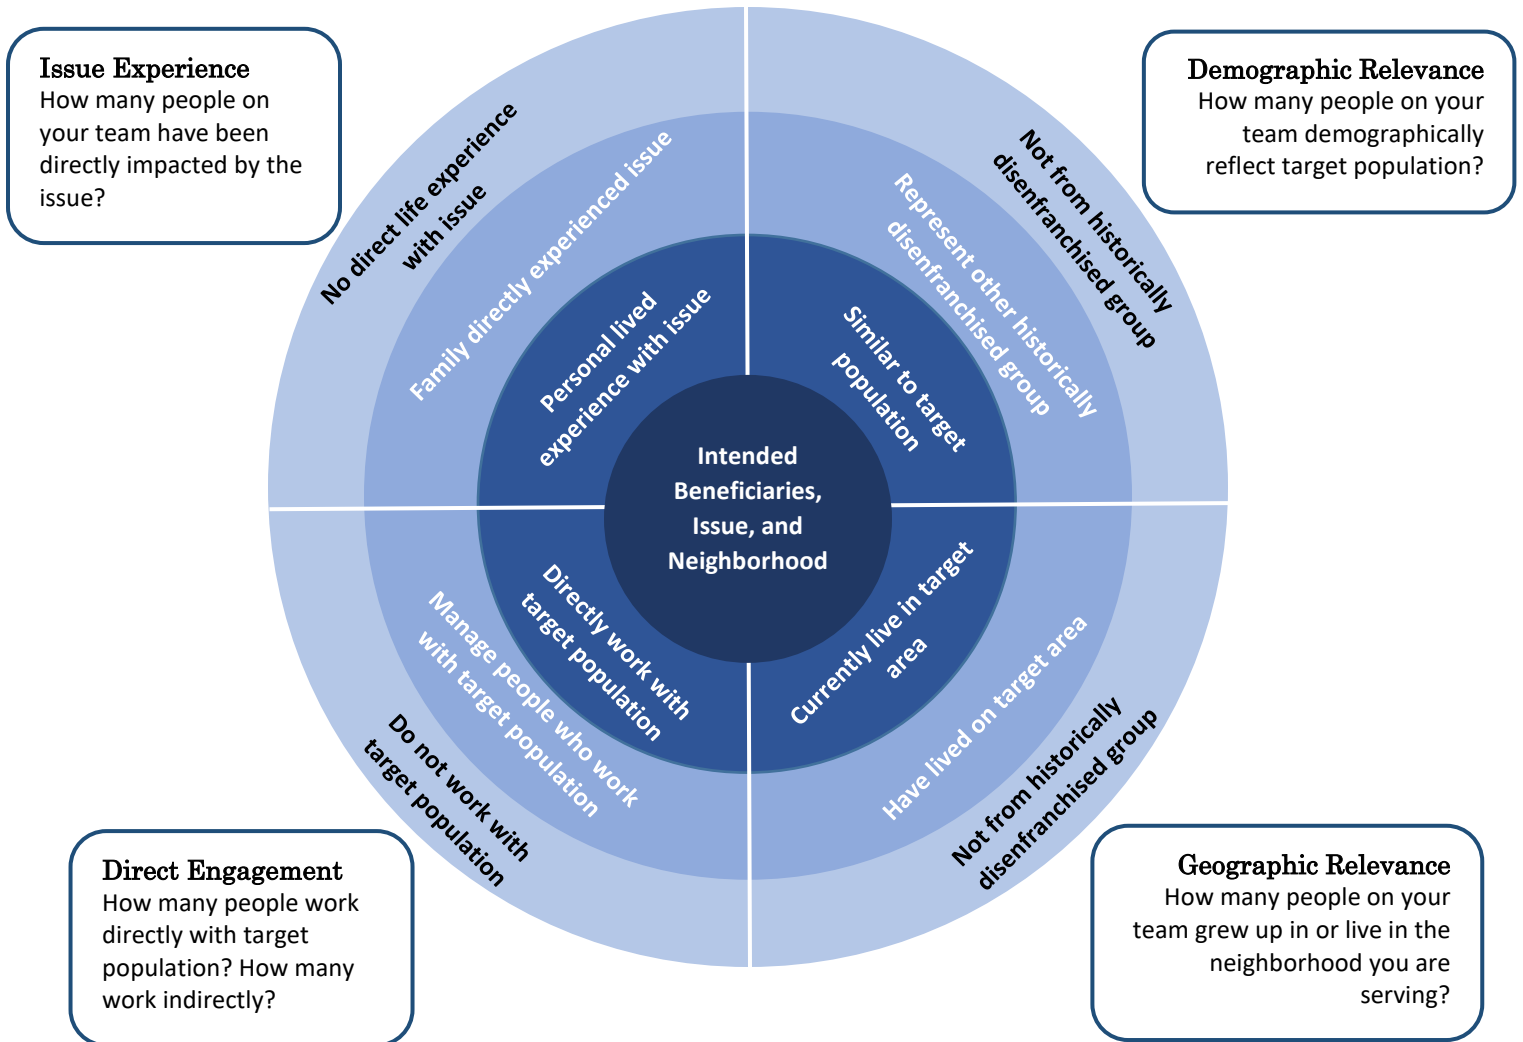 Issue Experience
How many people on
your team have been
directly impacted by the
issue?
Demographic Relevance
How many people on your
team demographically
reflect target population?
No direct life experience
with issue
Family directly experienced issue
Personal lived
experience with issue
Not from historically
disenfranchised group
Represent other historically
disenfranchised group
Similar to target
population
Intended
Beneficiaries,
Issue, and
Neighborhood
Directly work with
target population
Manage people who work
with target population
Do not work with
target population
Currently live in target
area
Have lived on target area
Not from historically
disenfranchised group
Direct Engagement
How many people work
directly with target
population? How many
work indirectly?
Geographic Relevance
How many people on your
team grew up in or live in the
neighborhood you are
serving?